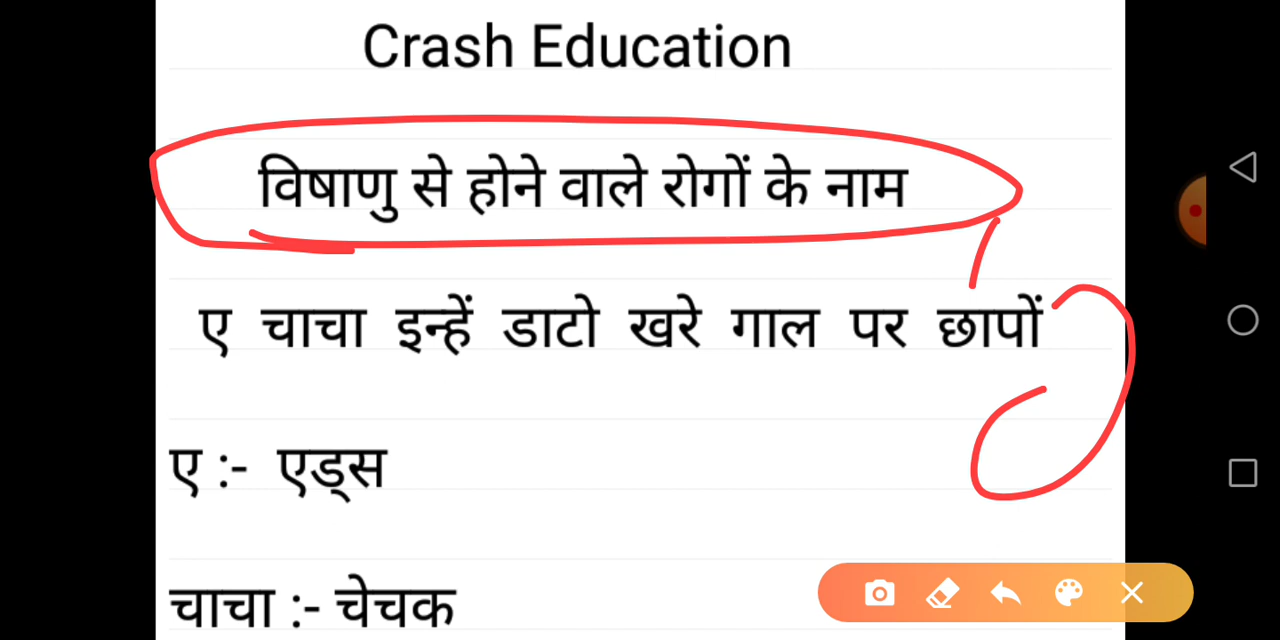 Crash Education
विषाणु से होने वाले रोगों के नाम
ए चाचा इन्हें डाटो खरे गाल पर छापों
ए :- एड्स
चाचा :- चेचक